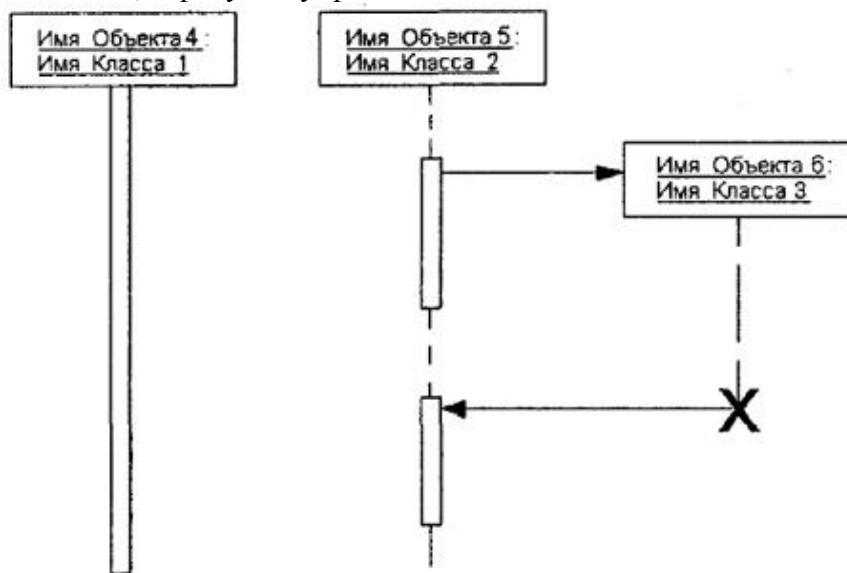 Имя Объекта 4 :
Имя Класса 1
Имя Объекта 5 :
Имя Класса 2
Имя Объекта 6 :
Имя Класса 3
X